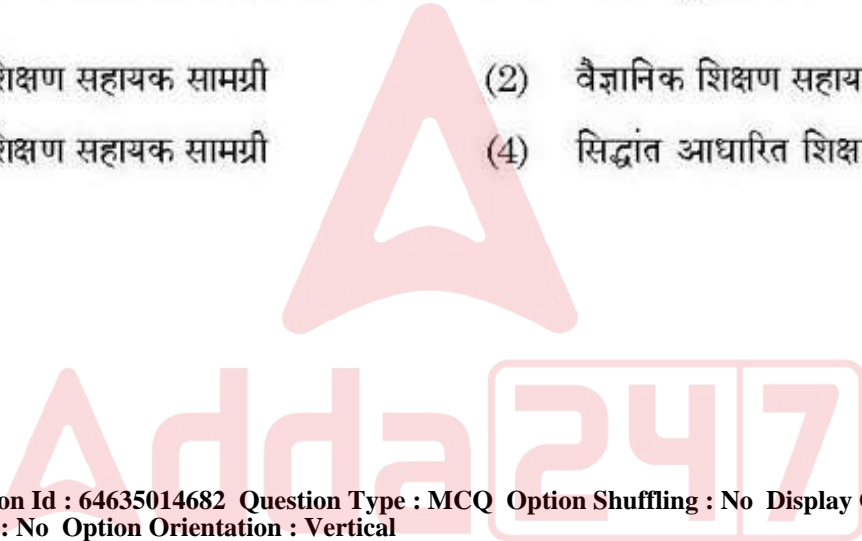 शिक्षण सहायक सामग्री (2) वैज्ञानिक शिक्षण
शिक्षण सहायक सामग्री (4) सिद्धांत आधारित
Adda247
on Id : 64635014682 Question Type : MCQ Option Shuffling : No Display
: No Option Orientation : Vertical